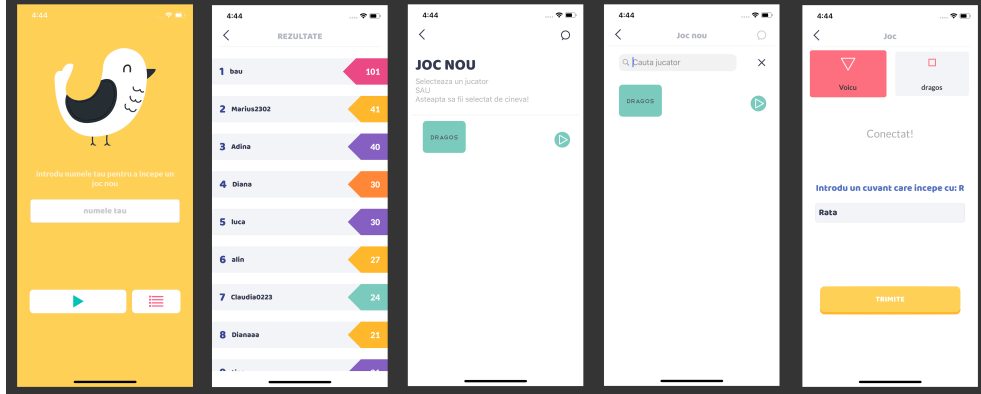 4:44
Introdu numele tau pentru a incepe un
joc nou
numele tau
4:44
REZULTATE
1 bau 101
2 Marius2302 41
3 Adina 40
4 Diana 30
5 luca 30
6 alin 27
7 Claudia0223 24
8 Dianaaa 21
4:44
JOC NOU
Selecteaza un jucator
SAU
Asteapta sa fii selectat de cineva!
DRAGOS
4:44
Joc nou
Cauta jucator
DRAGOS
4:44
Joc
Voicu
dragos
Conectat!
Introdu un cuvant care incepe cu: R
Rata
TRIMITE